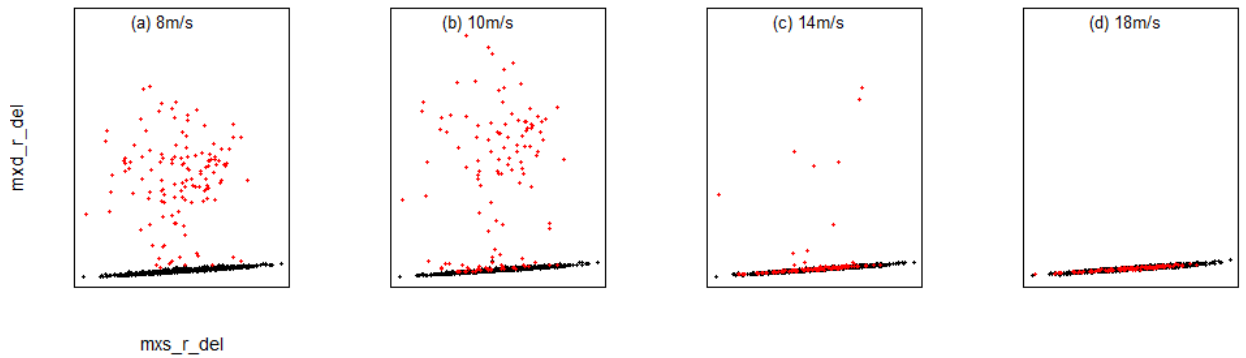 (a) 8m/s
(b) 10m/s
(c) 14m/s
(d) 18m/s
mxd_r_del
mxs_r_del